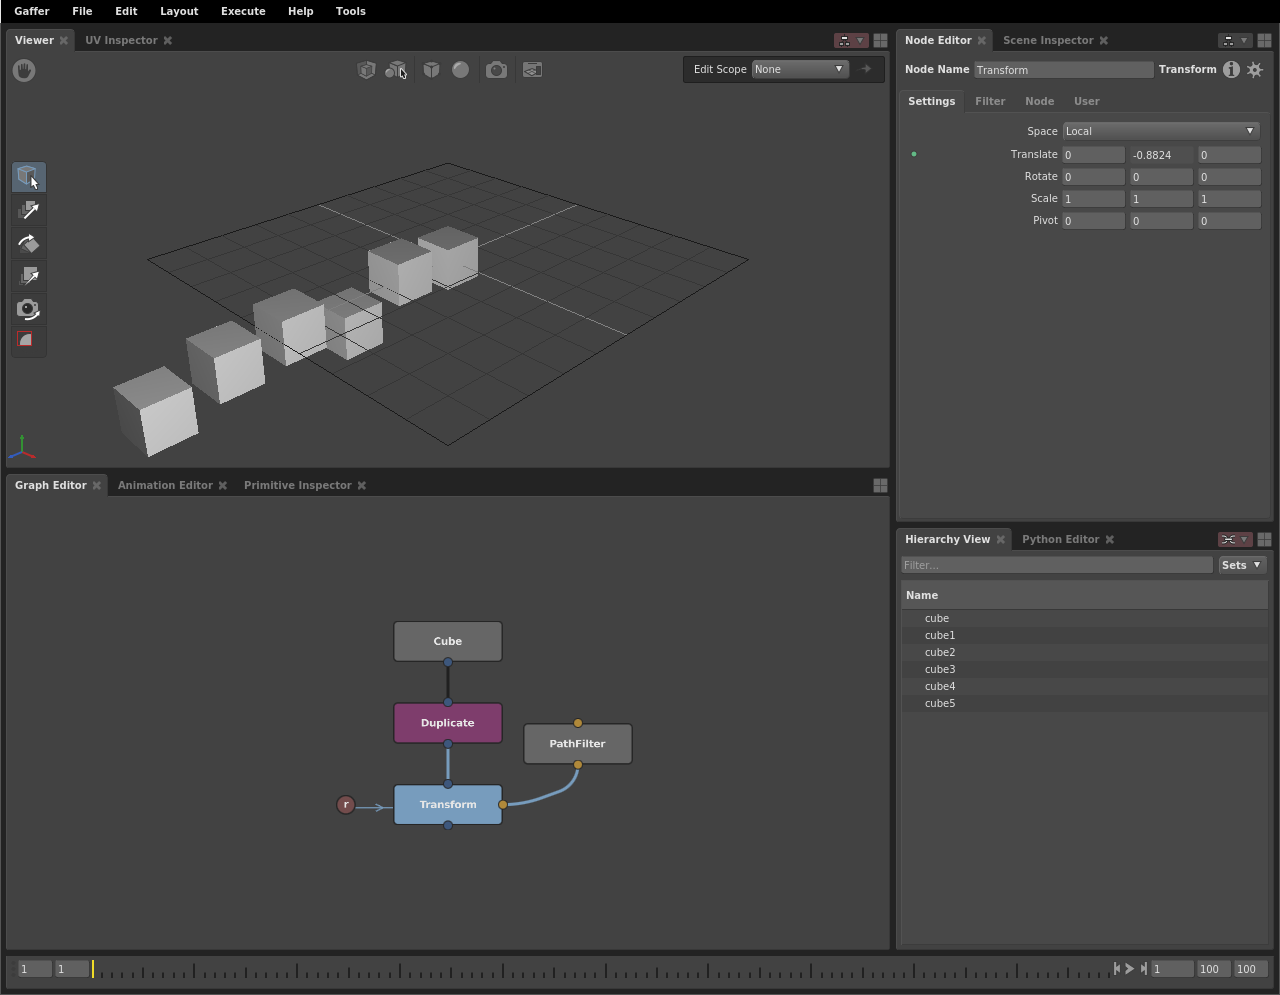 Gaffer File Edit Layout Execute Help Tools
Viewer UV Inspector
Edit Scope None
Graph Editor Animation Editor Primitive Inspector
Cube
Duplicate
PathFilter
r Transform
Node Editor Scene Inspector
Node Name Transform Transform i
Settings Filter Node User
Space Local
Translate 0 -0.8824 0
Rotate 0 0 0
Scale 1 1 1
Pivot 0 0 0
Hierarchy View Python Editor
Filter... Sets
Name
cube
cube1
cube2
cube3
cube4
cube5
1 1 1 100 100